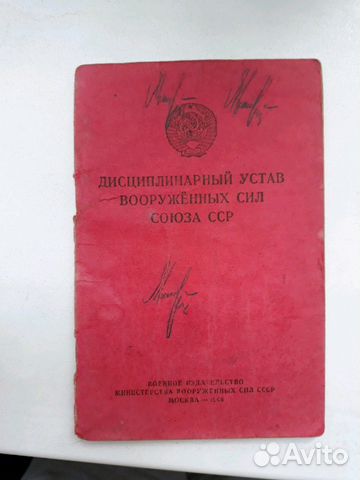 ДИСЦИПЛИНАРНЫЙ УСТАВ
ВООРУЖЁННЫХ СИЛ
СОЮЗА ССР
ВОЕННОЕ ИЗДАТЕЛЬСТВО
МИНИСТЕРСТВА ВООРУЖЕННЫХ СИЛ СССР
МОСКВА —
Avito